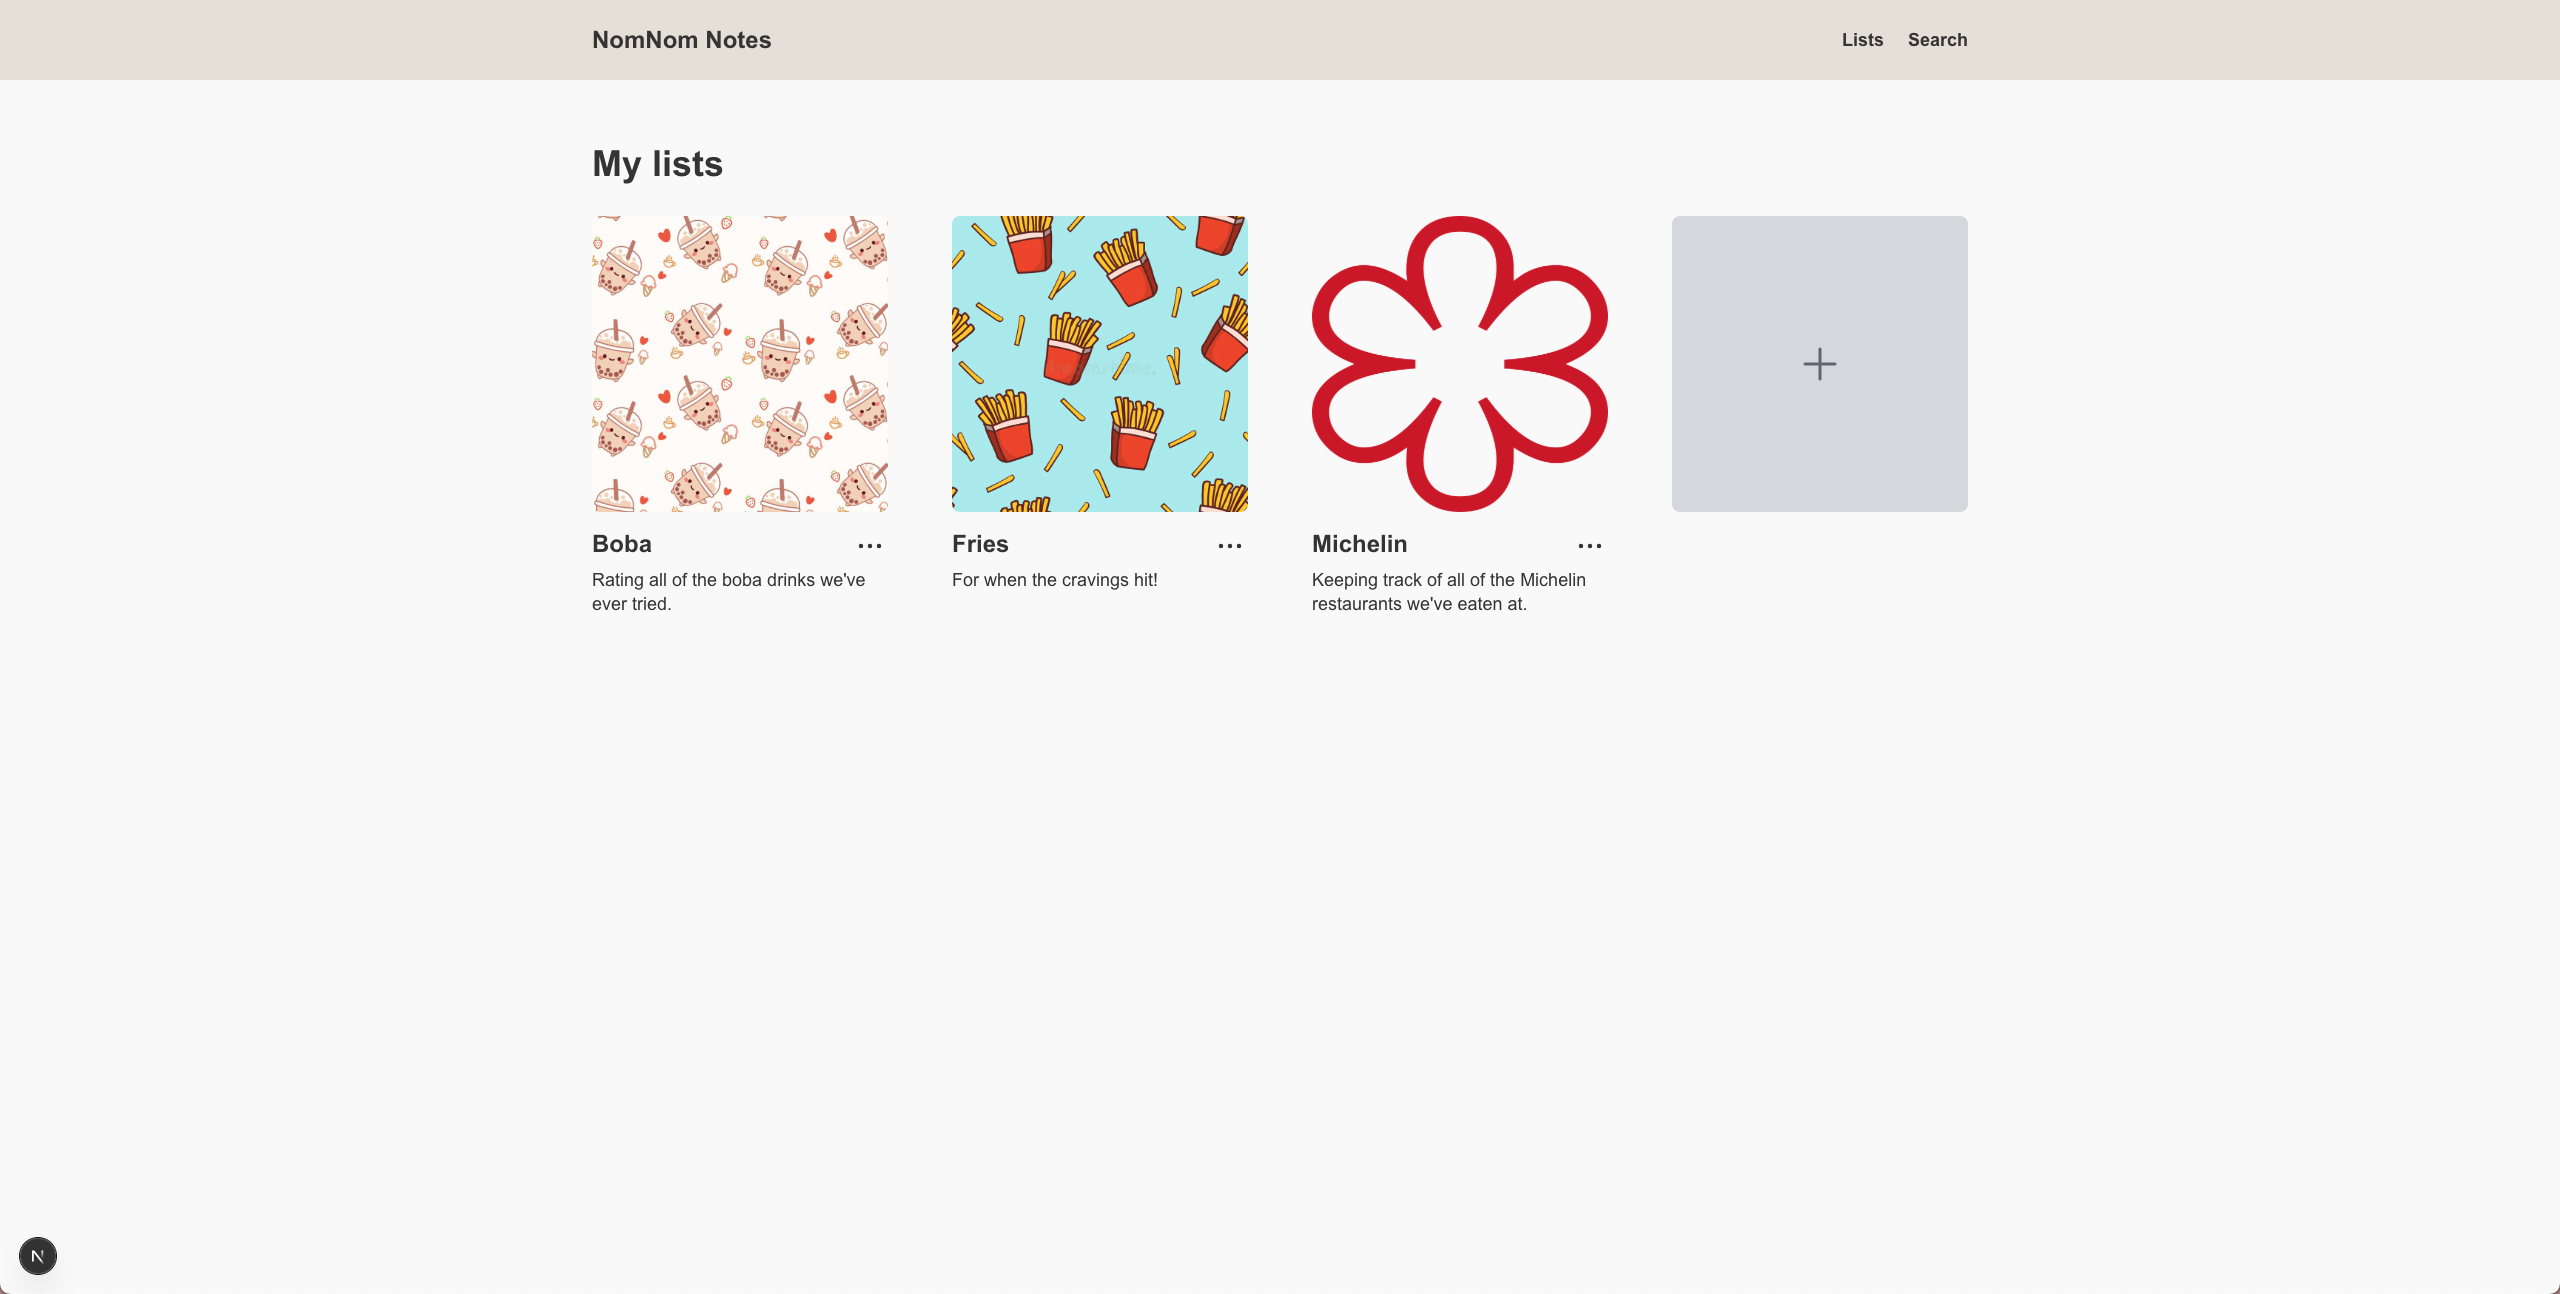 NomNom Notes
Lists
Search
My lists
Boba
Rating all of the boba drinks we've
ever tried.
Fries
For when the cravings hit!
Michelin
Keeping track of all of the Michelin
restaurants we've eaten at.
N